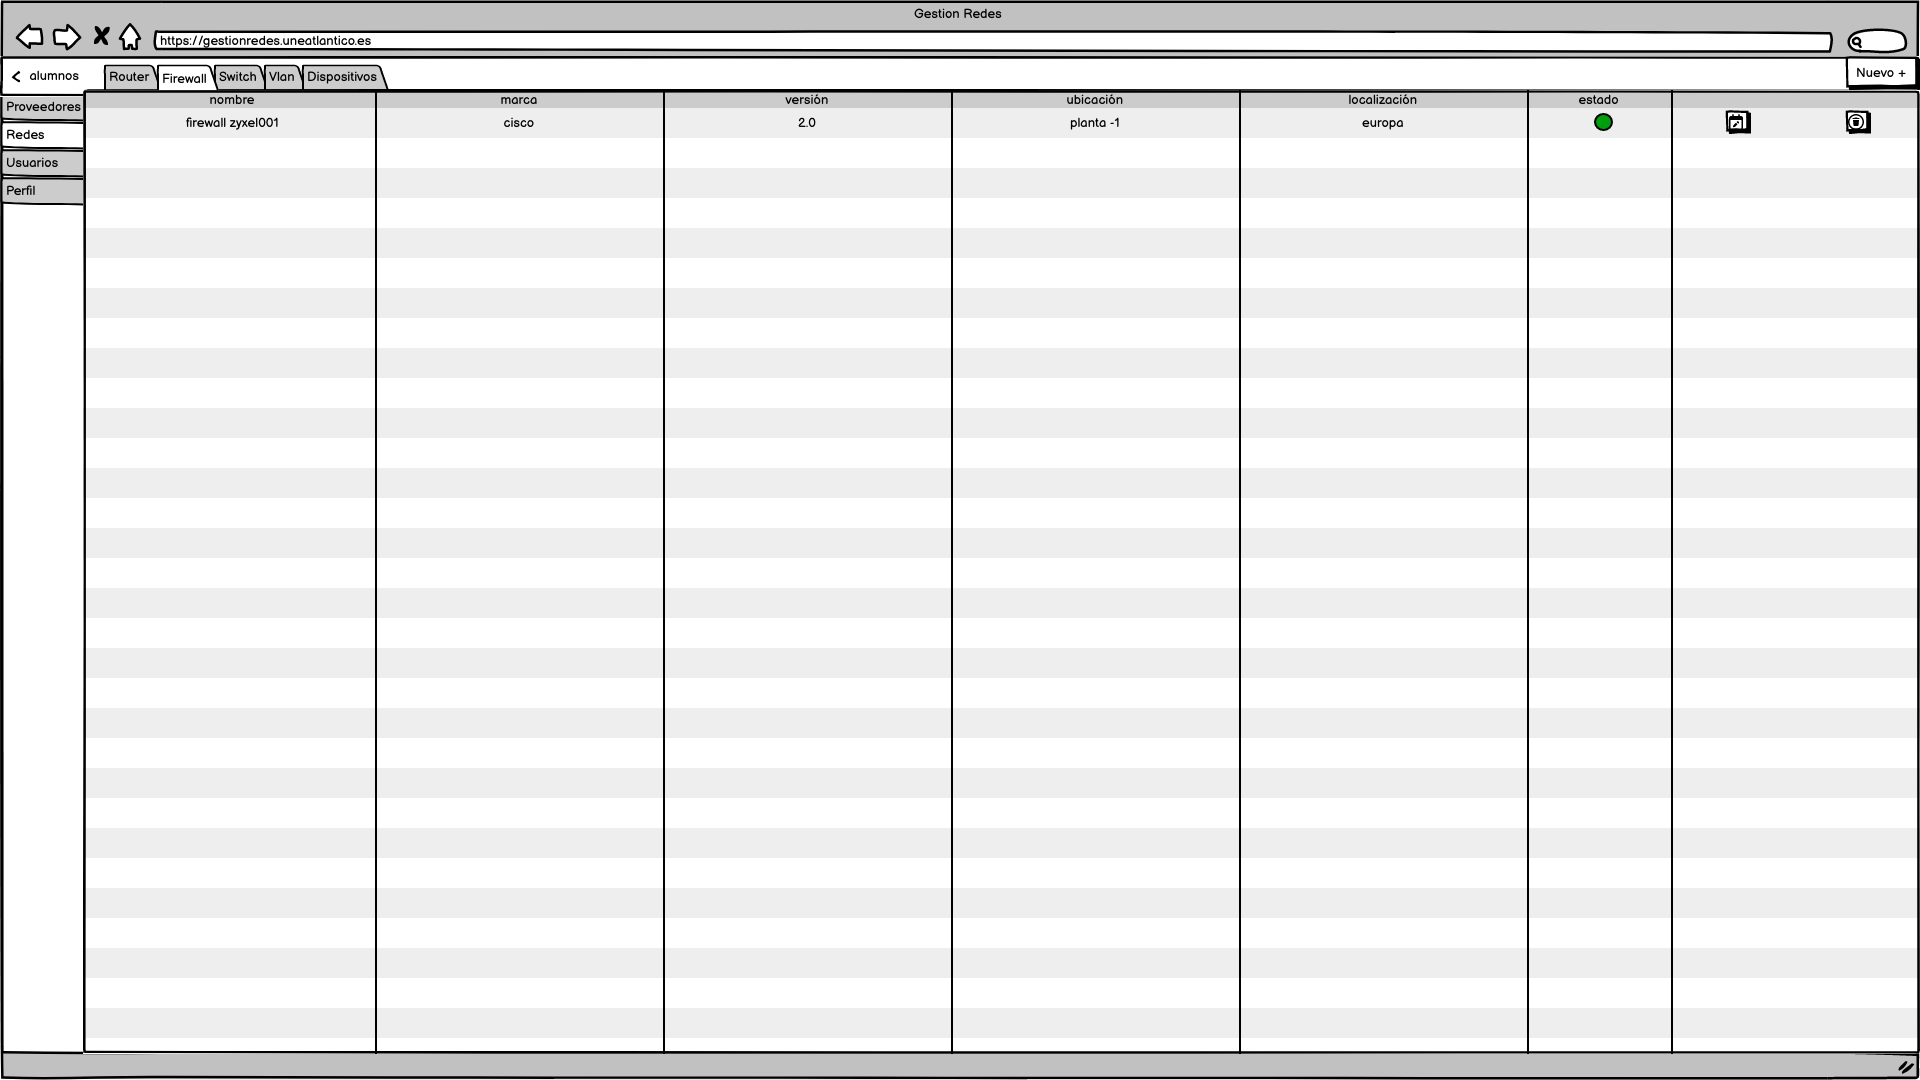 Gestion Redes
https://gestionredes.uneatlantico.es
< alumnos
Router Firewall Switch Vlan Dispositivos
Nuevo +
Proveedores
Redes
Usuarios
Perfil
nombre marca versión ubicación localización estado
firewall zyxel001 cisco 2.0 planta -1 europa